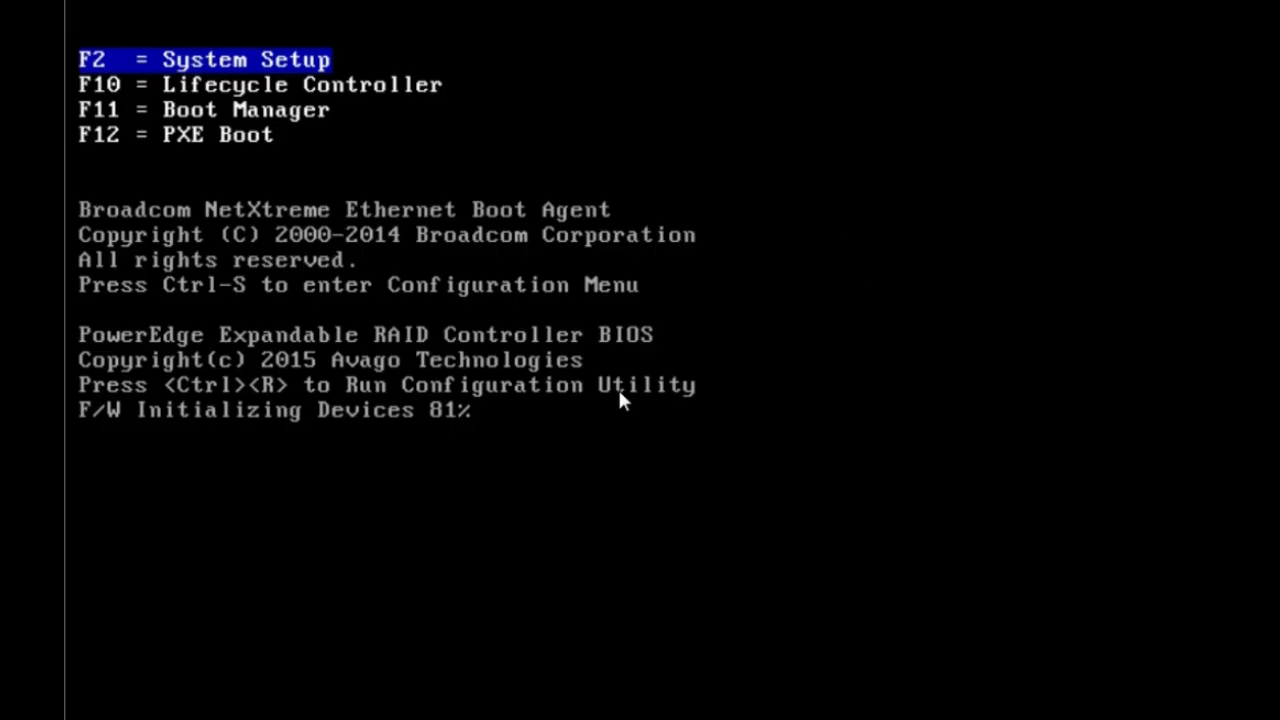 F2  = System Setup
F10 = Lifecycle Controller
F11 = Boot Manager
F12 = PXE Boot
Broadcom NetXtreme Ethernet Boot Agent
Copyright (C) 2000-2014 Broadcom Corporation
All rights reserved.
Press Ctrl-S to enter Configuration Menu
PowerEdge Expandable RAID Controller BIOS
Copyright(c) 2015 Avago Technologies
Press <Ctrl><R> to Run Configuration Utility
F/W Initializing Devices 81%